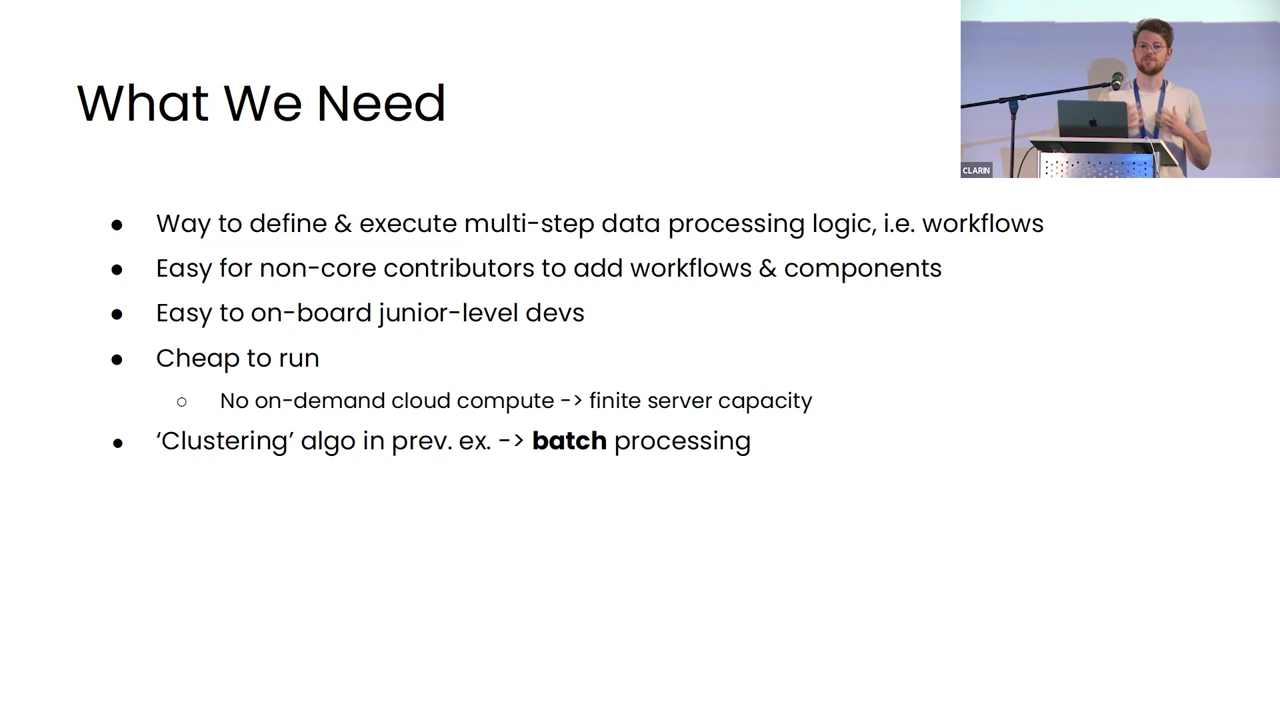 What We Need
CLARIN
● Way to define & execute multi-step data processing logic, i.e. workflows
● Easy for non-core contributors to add workflows & components
● Easy to on-board junior-level devs
● Cheap to run
○ No on-demand cloud compute -> finite server capacity
● ‘Clustering’ algo in prev. ex. -> batch processing